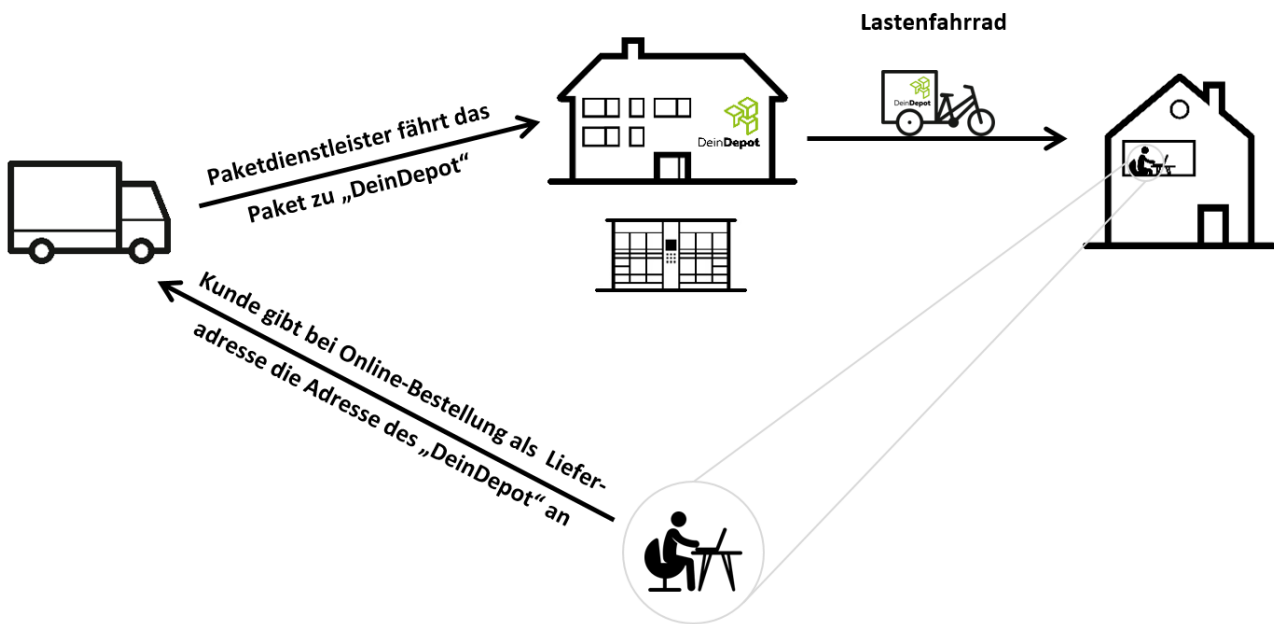 Lastenfahrrad
DeinDepot
Paketdienstleister fährt das
Paket zu „DeinDepot“
DeinDepot
Kunde gibt bei Online-Bestellung als Liefer-
adresse die Adresse des „DeinDepot“ an